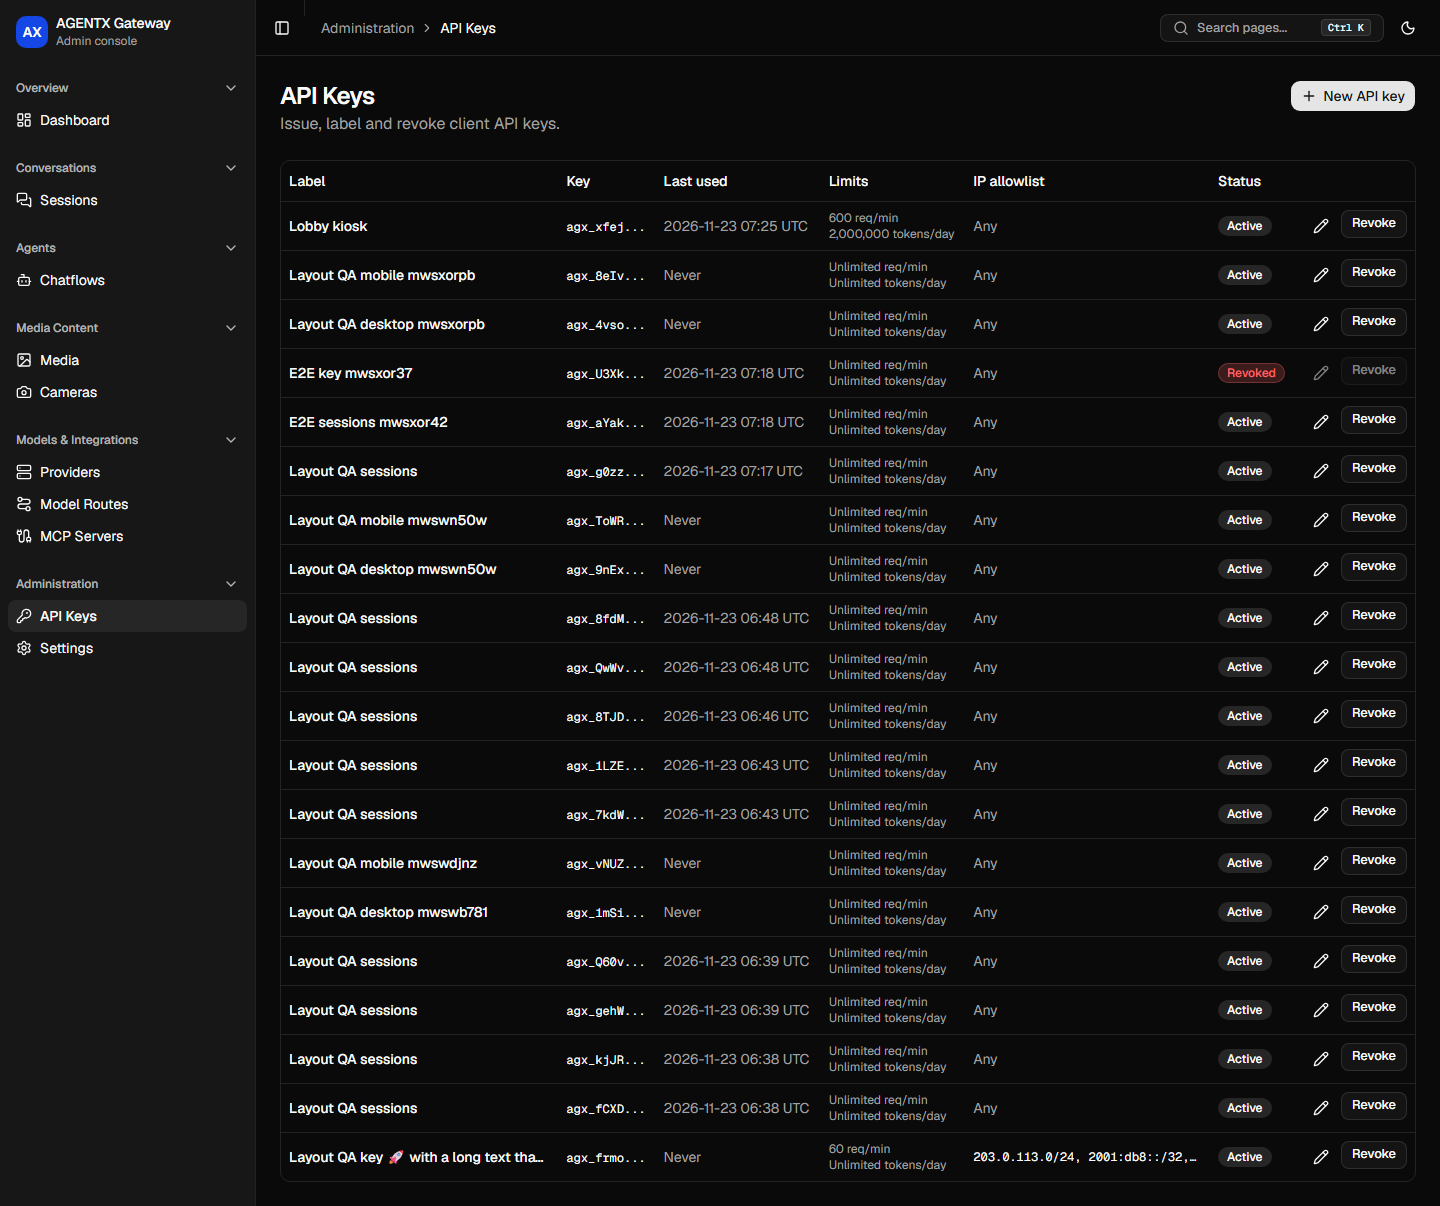 AX
AGENTX Gateway
Admin console
Overview
Dashboard
Conversations
Sessions
Agents
Chatflows
Media Content
Media
Cameras
Models & Integrations
Providers
Model Routes
MCP Servers
Administration
API Keys
Settings
Administration > API Keys
Search pages... Ctrl K
API Keys
Issue, label and revoke client API keys.
+ New API key
Label Key Last used Limits IP allowlist Status
Lobby kiosk agx_xfej... 2026-11-23 07:25 UTC 600 req/min 2,000,000 tokens/day Any Active Revoke
Layout QA mobile mwsxorpb agx_8eIv... Never Unlimited req/min Unlimited tokens/day Any Active Revoke
Layout QA desktop mwsxorpb agx_4vso... Never Unlimited req/min Unlimited tokens/day Any Active Revoke
E2E key mwsxor37 agx_U3Xk... 2026-11-23 07:18 UTC Unlimited req/min Unlimited tokens/day Any Revoked Revoke
E2E sessions mwsxor42 agx_aYak... 2026-11-23 07:18 UTC Unlimited req/min Unlimited tokens/day Any Active Revoke
Layout QA sessions agx_g0zz... 2026-11-23 07:17 UTC Unlimited req/min Unlimited tokens/day Any Active Revoke
Layout QA mobile mwswn50w agx_ToWR... Never Unlimited req/min Unlimited tokens/day Any Active Revoke
Layout QA desktop mwswn50w agx_9nEx... Never Unlimited req/min Unlimited tokens/day Any Active Revoke
Layout QA sessions agx_8fdM... 2026-11-23 06:48 UTC Unlimited req/min Unlimited tokens/day Any Active Revoke
Layout QA sessions agx_QwWv... 2026-11-23 06:48 UTC Unlimited req/min Unlimited tokens/day Any Active Revoke
Layout QA sessions agx_8TJD... 2026-11-23 06:46 UTC Unlimited req/min Unlimited tokens/day Any Active Revoke
Layout QA sessions agx_1LZE... 2026-11-23 06:43 UTC Unlimited req/min Unlimited tokens/day Any Active Revoke
Layout QA sessions agx_7kdW... 2026-11-23 06:43 UTC Unlimited req/min Unlimited tokens/day Any Active Revoke
Layout QA mobile mwswdjnz agx_vNUZ... Never Unlimited req/min Unlimited tokens/day Any Active Revoke
Layout QA desktop mwswb781 agx_1mSi... Never Unlimited req/min Unlimited tokens/day Any Active Revoke
Layout QA sessions agx_Q60v... 2026-11-23 06:39 UTC Unlimited req/min Unlimited tokens/day Any Active Revoke
Layout QA sessions agx_gehW... 2026-11-23 06:39 UTC Unlimited req/min Unlimited tokens/day Any Active Revoke
Layout QA sessions agx_kjJR... 2026-11-23 06:38 UTC Unlimited req/min Unlimited tokens/day Any Active Revoke
Layout QA sessions agx_fCXD... 2026-11-23 06:38 UTC Unlimited req/min Unlimited tokens/day Any Active Revoke
Layout QA key 🚀 with a long text tha... agx_frmo... Never 60 req/min Unlimited tokens/day 203.0.113.0/24, 2001:db8::/32,... Active Revoke